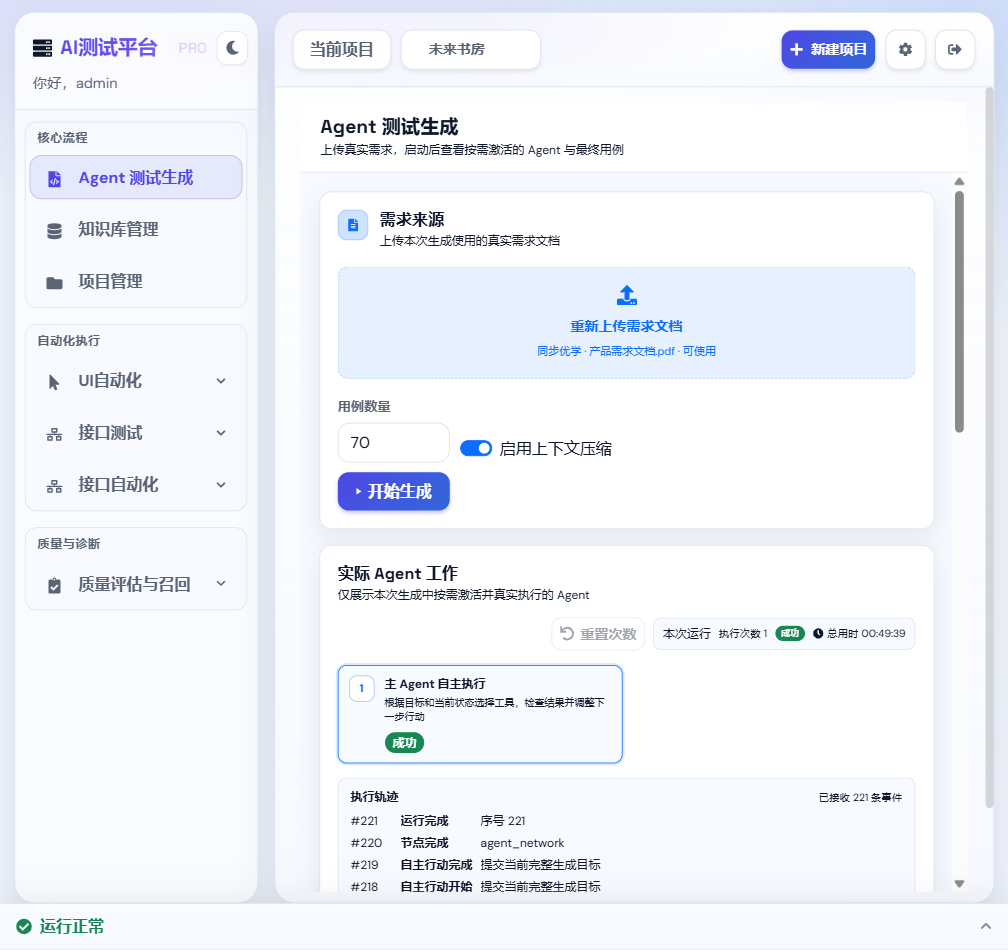 AI测试平台 PRO
你好，admin
核心流程
Agent 测试生成
知识库管理
项目管理
自动化执行
UI自动化
接口测试
接口自动化
质量与诊断
质量评估与召回
当前项目 未来书房 新建项目
Agent 测试生成
上传真实需求，启动后查看按需激活的 Agent 与最终用例
需求来源
上传本次生成使用的真实需求文档
重新上传需求文档
同步优学 · 产品需求文档.pdf · 可使用
用例数量
70 启用上下文压缩
开始生成
实际 Agent 工作
仅展示本次生成中按需激活并真实执行的 Agent
重置次数 本次运行 执行次数 1 成功 总用时 00:49:39
1 主 Agent 自主执行
根据目标和当前状态选择工具，检查结果并调整下
一步行动
成功
执行轨迹 已接收 221 条事件
#221 运行完成 序号 221
#220 节点完成 agent_network
#219 自主行动完成 提交当前完整生成目标
#218 自主行动开始 提交当前完整生成目标
运行正常